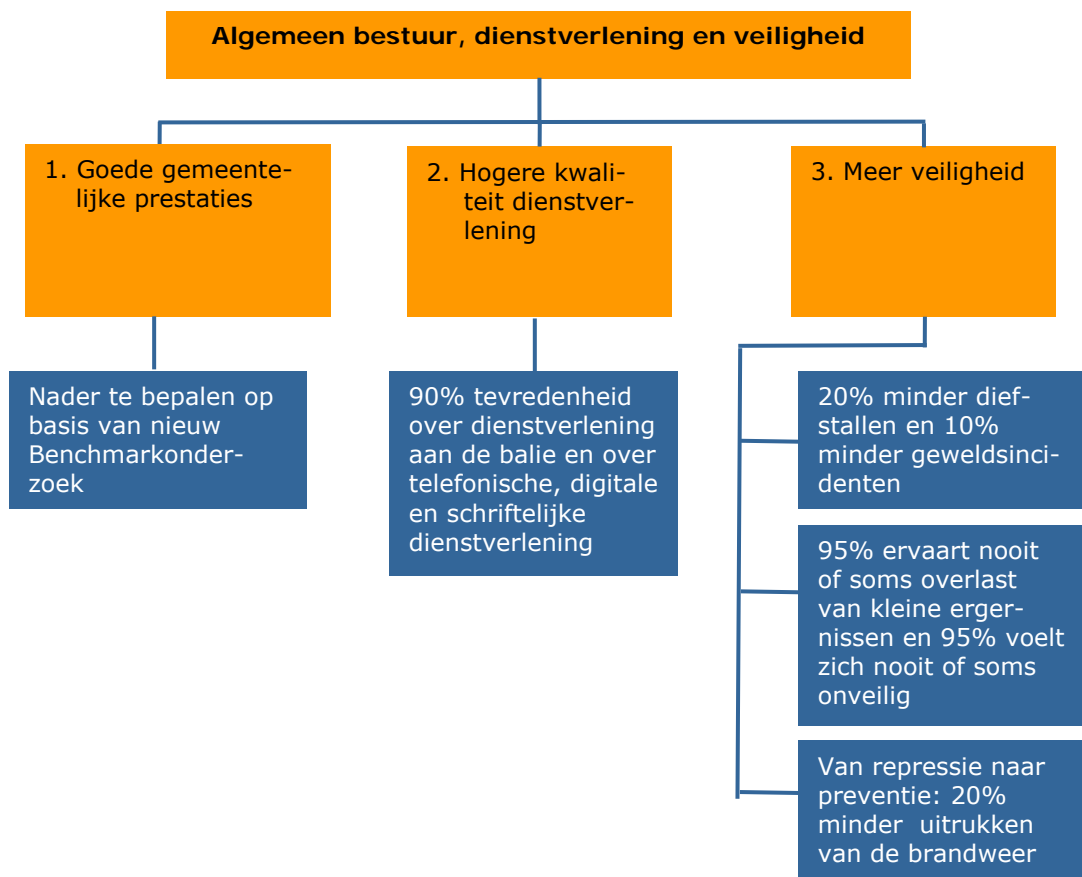 Algemeen bestuur, dienstverlening en veiligheid
1. Goede gemeente-
lijke prestaties
2. Hogere kwali-
teit dienstver-
lening
3. Meer veiligheid
Nader te bepalen op
basis van nieuw
Benchmarkonder-
zoek
90% tevredenheid
over dienstverlening
aan de balie en over
telefonische, digitale
en schriftelijke
dienstverlening
20% minder dief-
stallen en 10%
minder geweldsinci-
denten
95% ervaart nooit
of soms overlast
van kleine erger-
nissen en 95% voelt
zich nooit of soms
onveilig
Van repressie naar
preventie: 20%
minder  uitrukken
van de brandweer